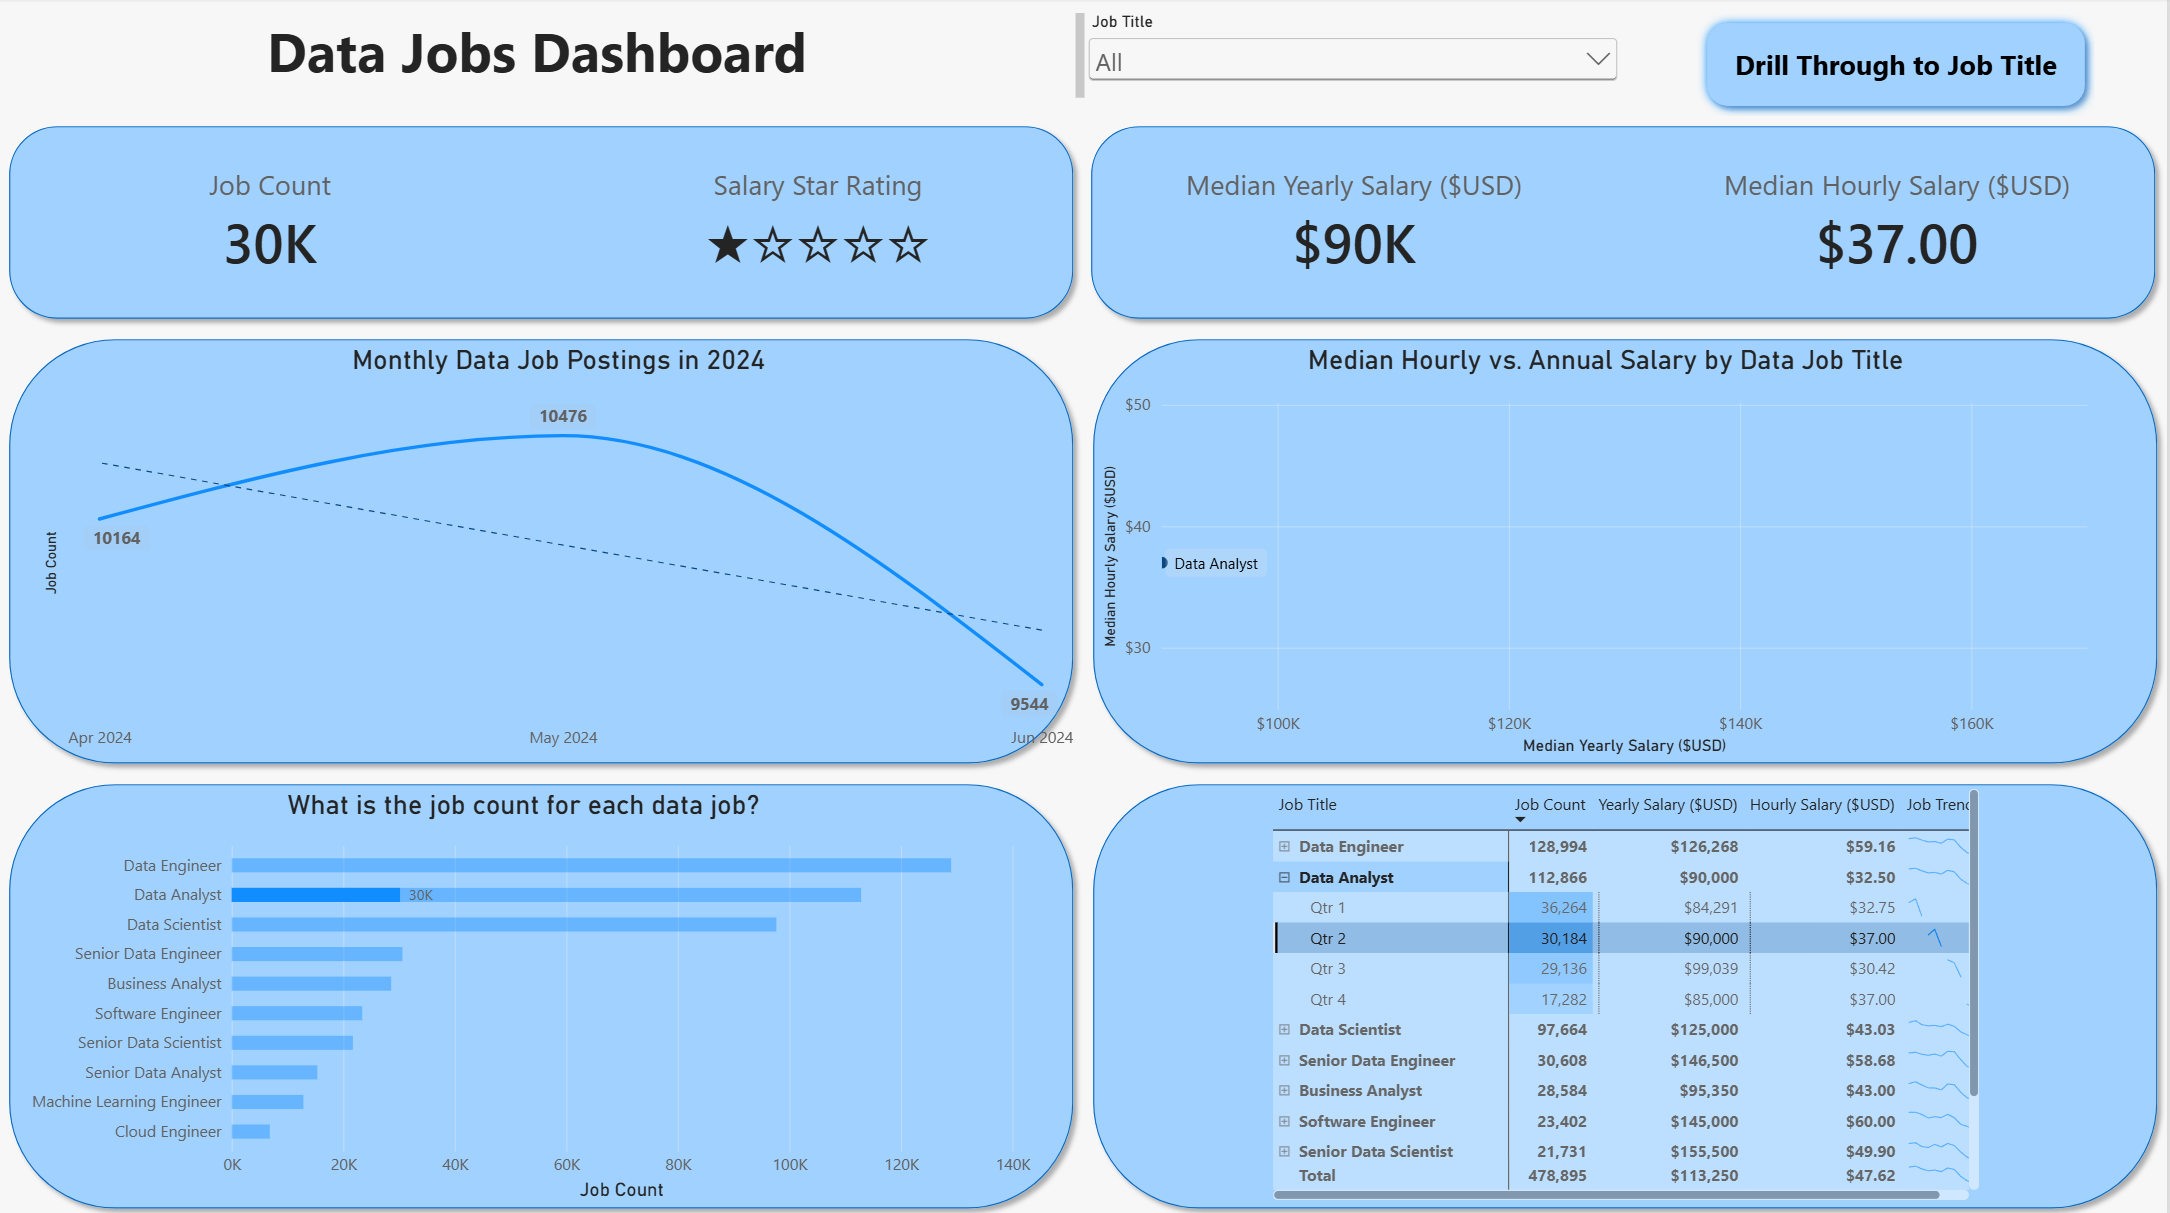 Data Jobs Dashboard
Job Title
All
Drill Through to Job Title
Job Count
30K
Salary Star Rating
★☆☆☆☆
Median Yearly Salary ($USD)
$90K
Median Hourly Salary ($USD)
$37.00
Monthly Data Job Postings in 2024
Job Count
10164
10476
9544
Apr 2024
May 2024
Jun 2024
Median Hourly vs. Annual Salary by Data Job Title
Median Hourly Salary ($USD)
$50
$40
$30
Data Analyst
$100K
$120K
$140K
$160K
Median Yearly Salary ($USD)
What is the job count for each data job?
Data Engineer
Data Analyst 30K
Data Scientist
Senior Data Engineer
Business Analyst
Software Engineer
Senior Data Scientist
Senior Data Analyst
Machine Learning Engineer
Cloud Engineer
0K 20K 40K 60K 80K 100K 120K 140K
Job Count
Job Title Job Count Yearly Salary ($USD) Hourly Salary ($USD) Job Trend
Data Engineer 128,994 $126,268 $59.16
Data Analyst 112,866 $90,000 $32.50
Qtr 1 36,264 $84,291 $32.75
Qtr 2 30,184 $90,000 $37.00
Qtr 3 29,136 $99,039 $30.42
Qtr 4 17,282 $85,000 $37.00
Data Scientist 97,664 $125,000 $43.03
Senior Data Engineer 30,608 $146,500 $58.68
Business Analyst 28,584 $95,350 $43.00
Software Engineer 23,402 $145,000 $60.00
Senior Data Scientist 21,731 $155,500 $49.90
Total 478,895 $113,250 $47.62